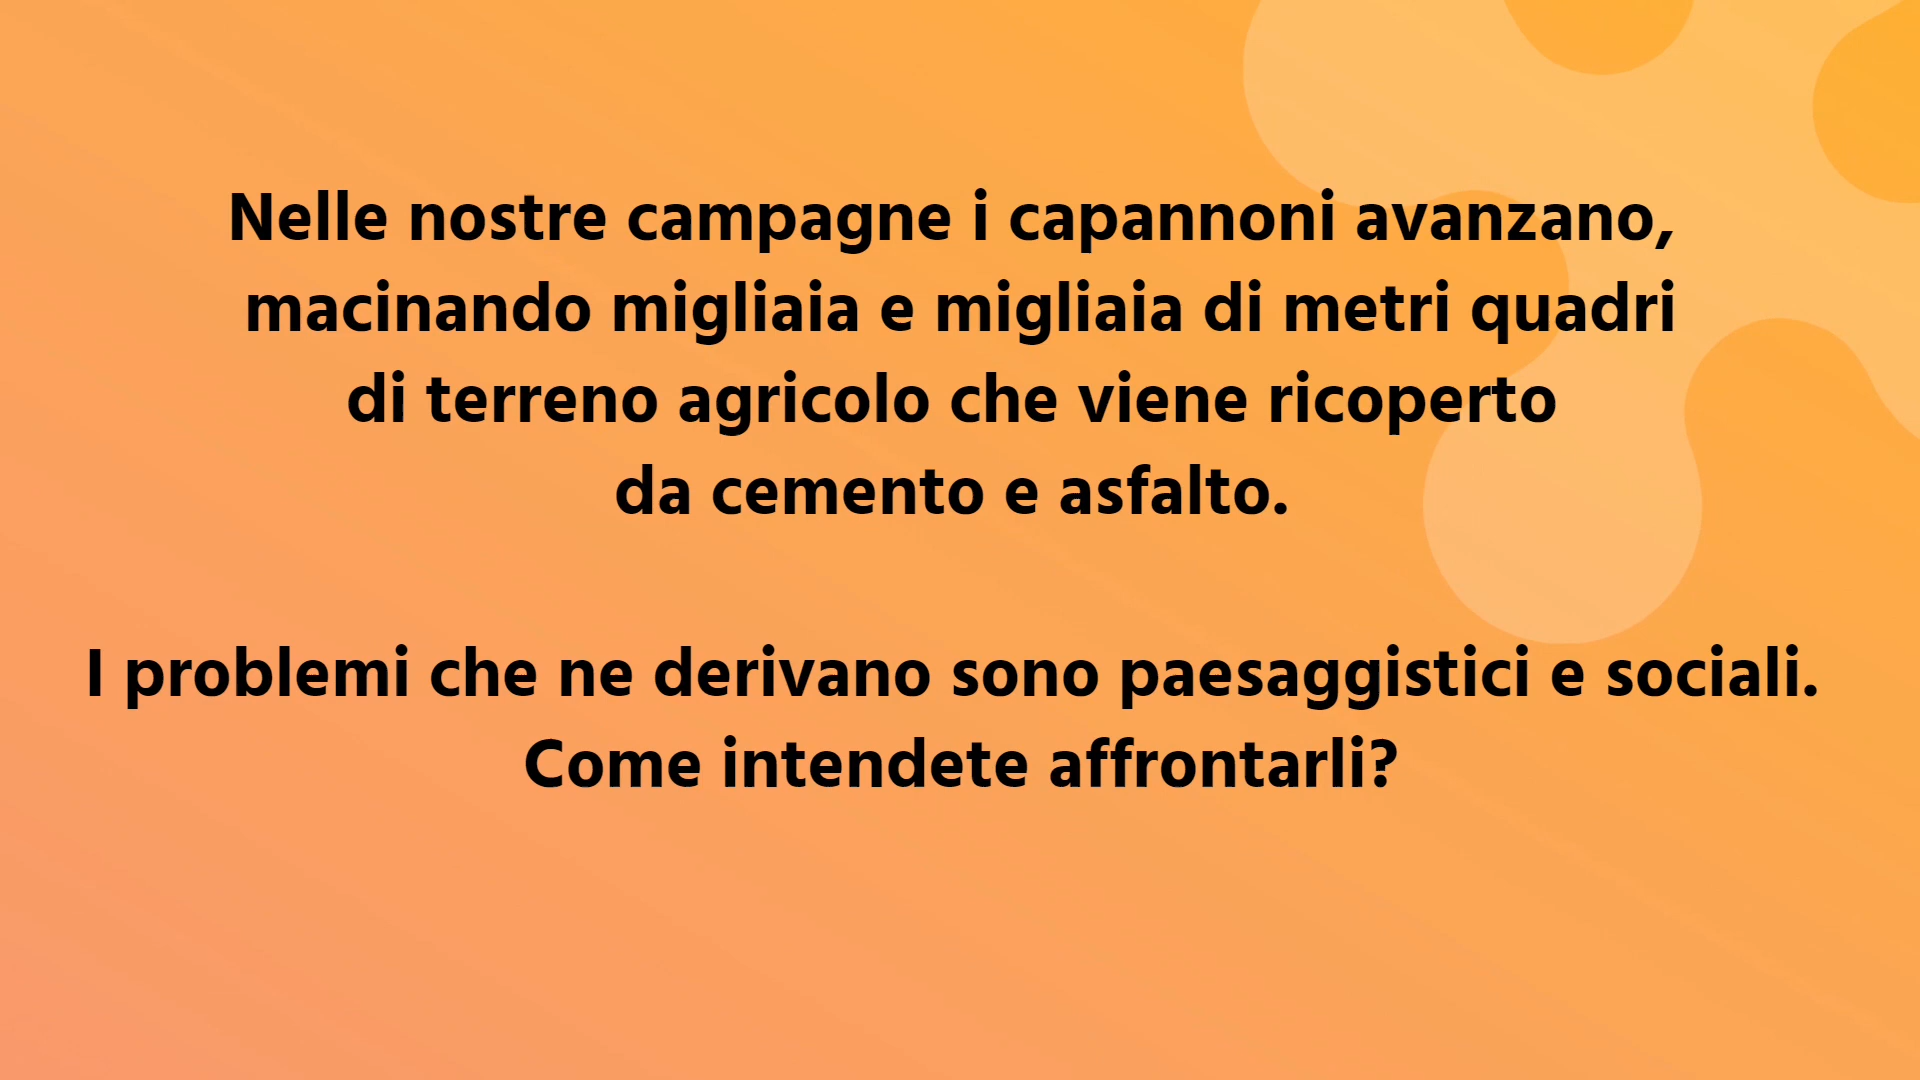 Nelle nostre campagne i capannoni avanzano,
macinando migliaia e migliaia di metri quadri
di terreno agricolo che viene ricoperto
da cemento e asfalto.
I problemi che ne derivano sono paesaggistici e sociali.
Come intendete affrontarli?